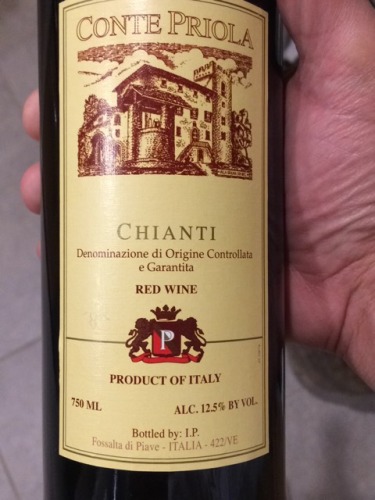 CONTE PRIOLA
CHIANTI
Denominazione di Origine Controllata
e Garantita
RED WINE
P
PRODUCT OF ITALY
750 ML
ALC. 12.5% BY VOL.
Bottled by: I.P.
Fossalta di Piave - ITALIA - 422/VE